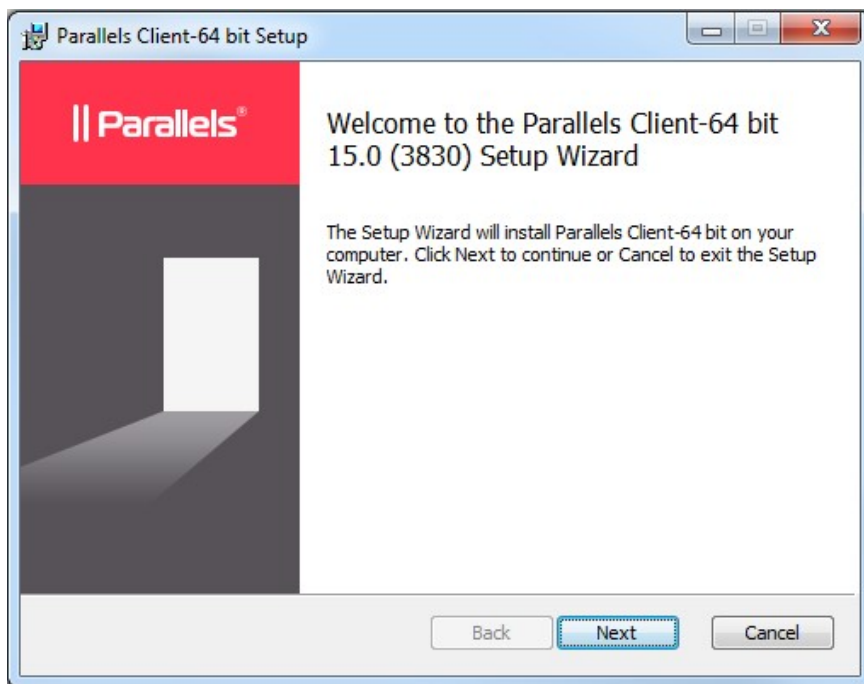 Parallels Client-64 bit Setup
|| Parallels®
Welcome to the Parallels Client-64 bit
15.0 (3830) Setup Wizard
The Setup Wizard will install Parallels Client-64 bit on your
computer. Click Next to continue or Cancel to exit the Setup
Wizard.
Back Next Cancel